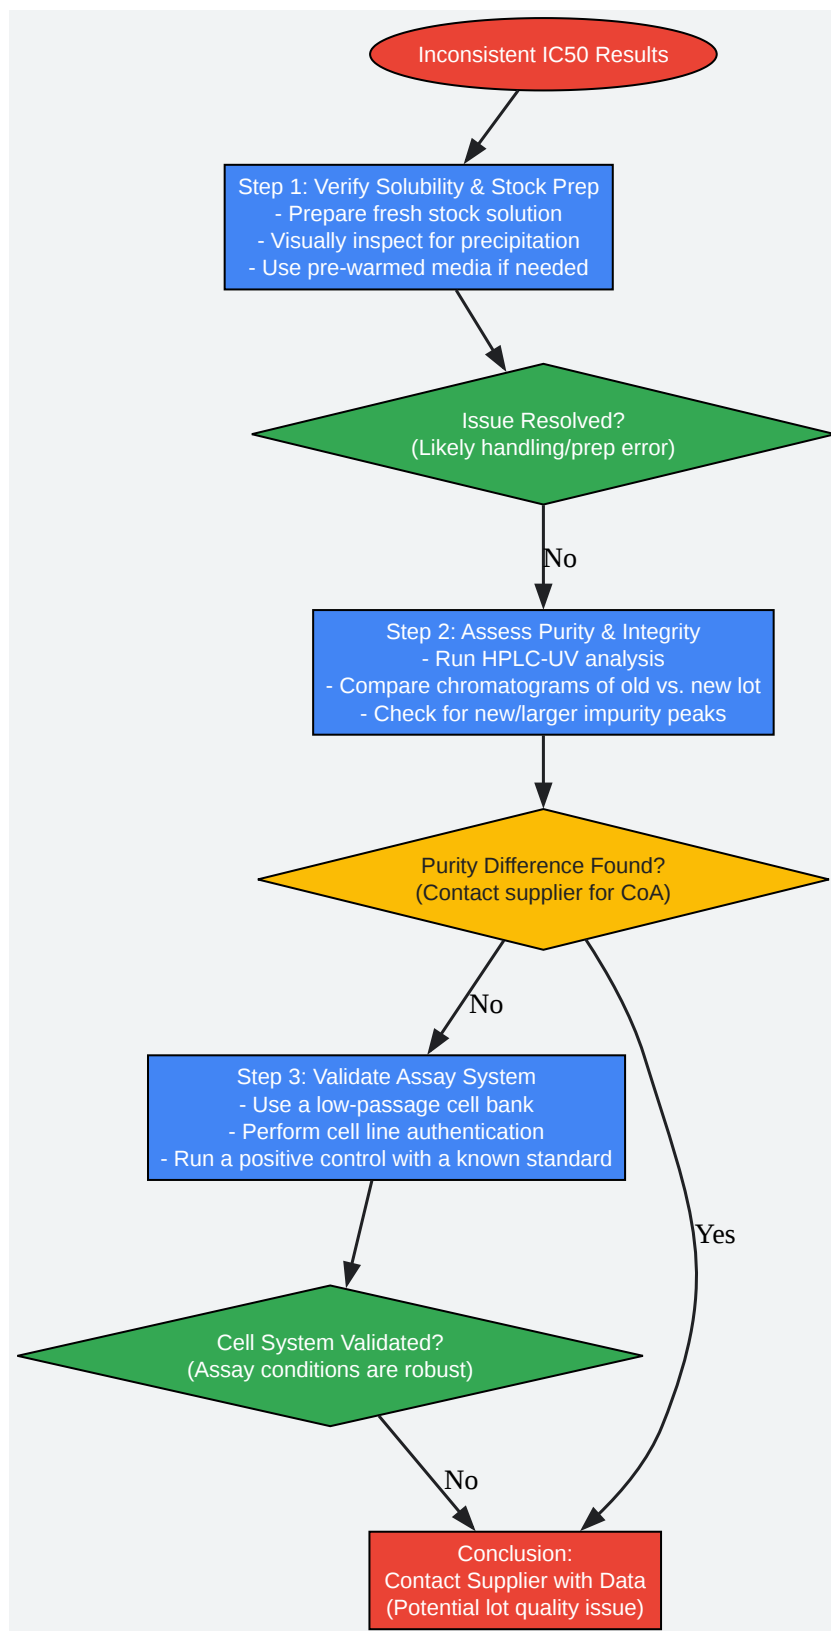 Inconsistent IC50 Results
Step 1: Verify Solubility & Stock Prep
- Prepare fresh stock solution
- Visually inspect for precipitation
- Use pre-warmed media if needed
Issue Resolved?
(Likely handling/prep error)
No
Step 2: Assess Purity & Integrity
- Run HPLC-UV analysis
- Compare chromatograms of old vs. new lot
- Check for new/larger impurity peaks
Purity Difference Found?
(Contact supplier for CoA)
No
Step 3: Validate Assay System
- Use a low-passage cell bank
- Perform cell line authentication
- Run a positive control with a known standard
Yes
Cell System Validated?
(Assay conditions are robust)
No
Conclusion:
Contact Supplier with Data
(Potential lot quality issue)